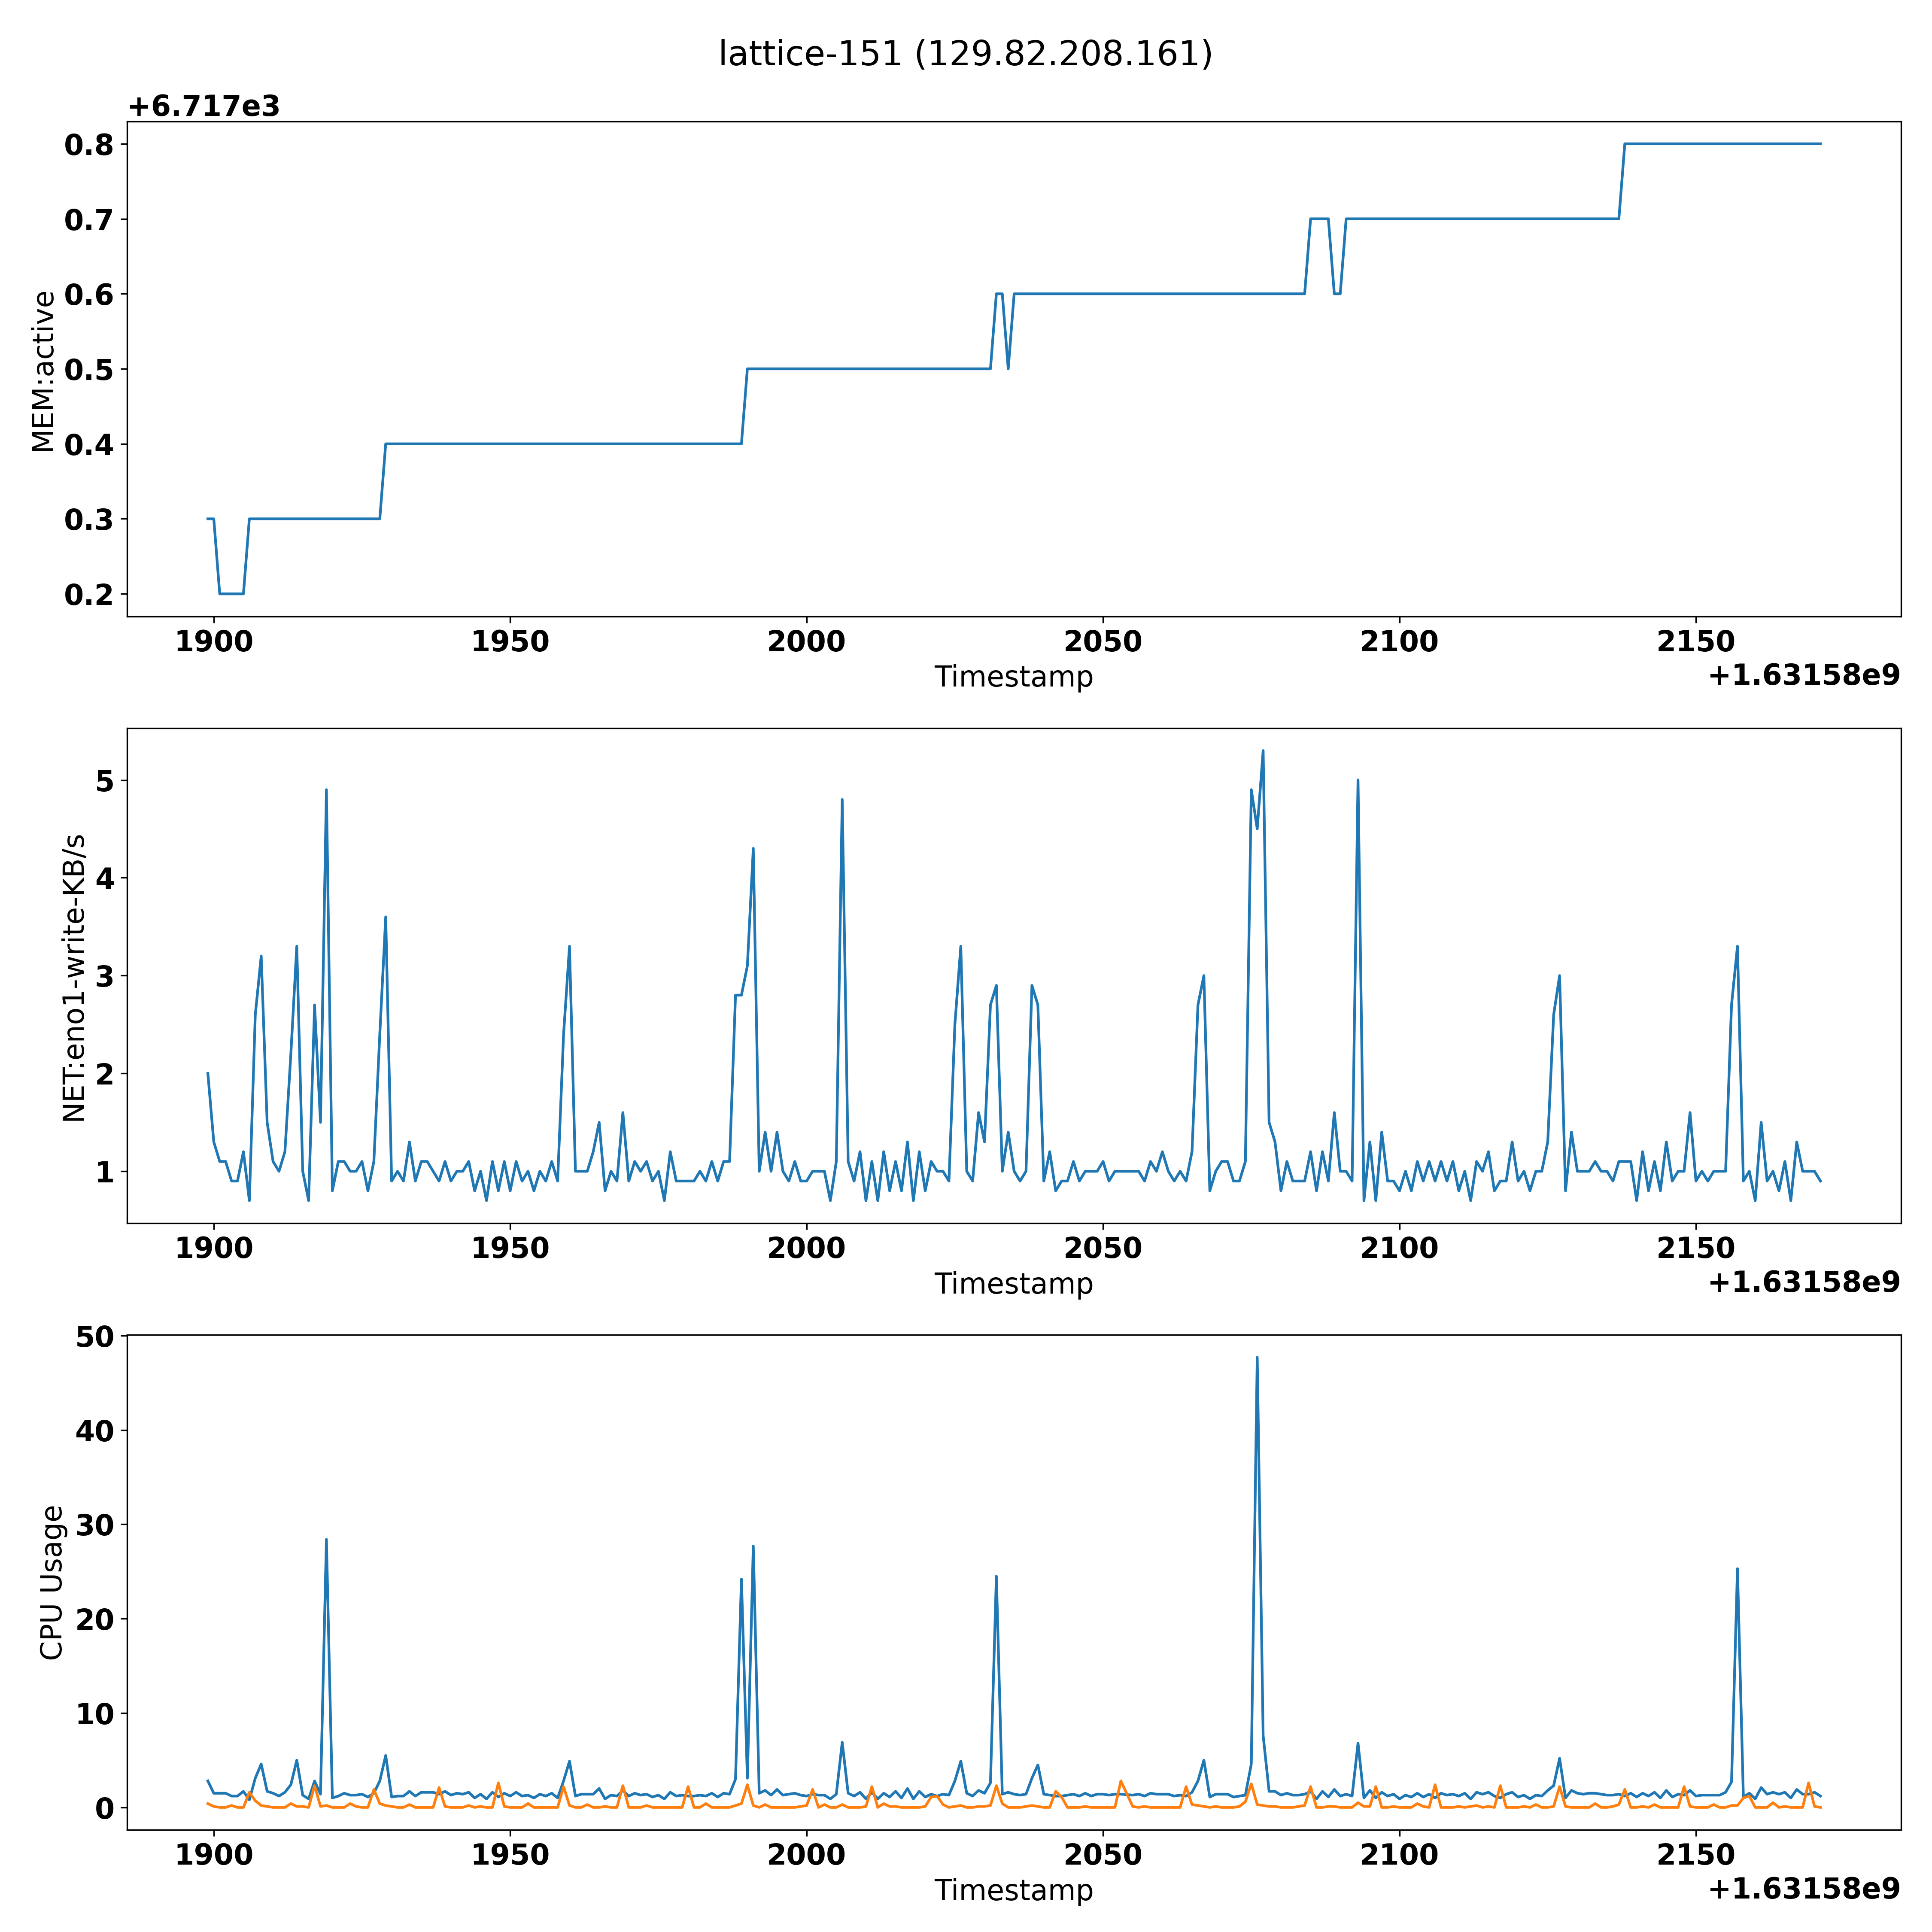 lattice-151 (129.82.208.161)
+6.717e3
0.8
0.7
0.6
0.5
0.4
0.3
0.2
MEM:active
1900 1950 2000 2050 2100 2150
Timestamp
+1.63158e9
5
4
3
2
1
NET:eno1-write-KB/s
1900 1950 2000 2050 2100 2150
Timestamp
+1.63158e9
50
40
30
20
10
0
CPU Usage
1900 1950 2000 2050 2100 2150
Timestamp
+1.63158e9